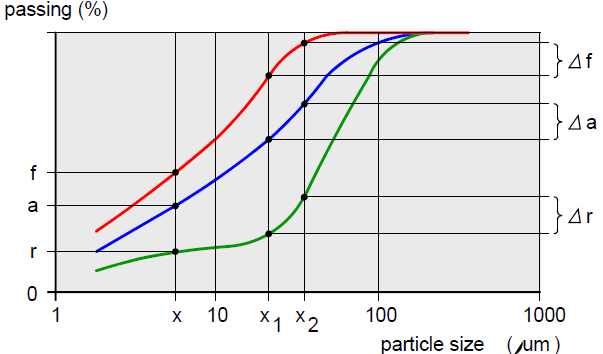 passing (%)
Δf
Δa
f
a
Δr
r
0
1 x 10 x1 x2 100 1000
particle size (μm)